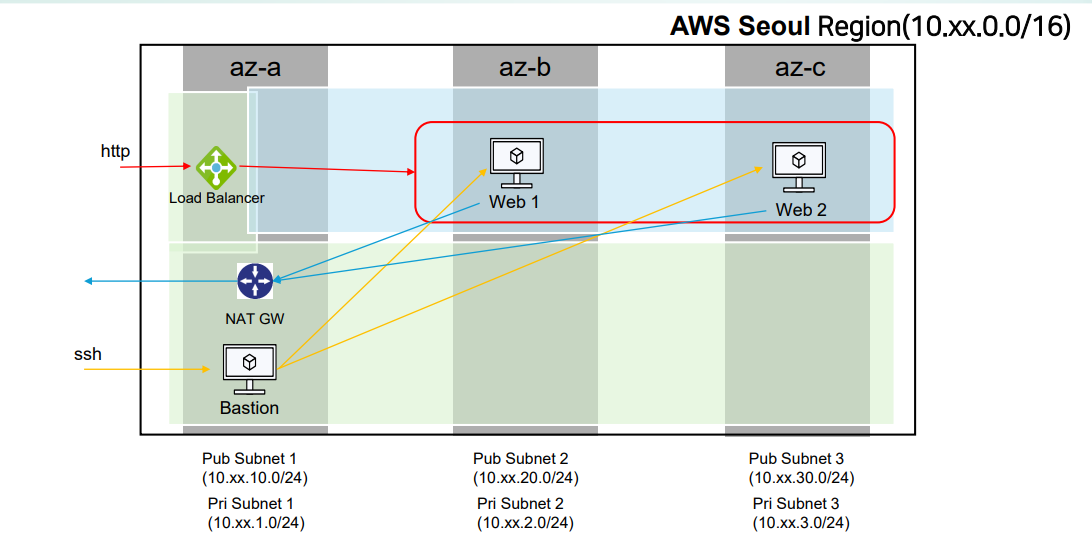 AWS Seoul Region(10.xx.0.0/16)
az-a
az-b
az-c
http
Load Balancer
Web 1
Web 2
NAT GW
ssh
Bastion
Pub Subnet 1
(10.xx.10.0/24)
Pri Subnet 1
(10.xx.1.0/24)
Pub Subnet 2
(10.xx.20.0/24)
Pri Subnet 2
(10.xx.2.0/24)
Pub Subnet 3
(10.xx.30.0/24)
Pri Subnet 3
(10.xx.3.0/24)